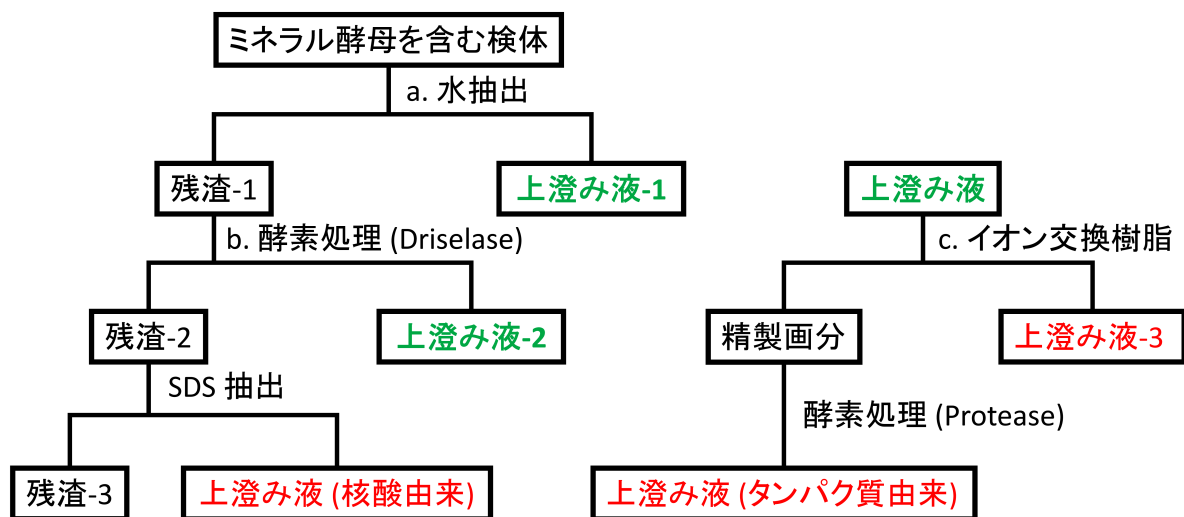 ミネラル酵母を含む検体
a. 水抽出
残渣-1
上澄み液-1
上澄み液
b. 酵素処理 (Driselase)
c. イオン交換樹脂
残渣-2
上澄み液-2
精製画分
上澄み液-3
SDS 抽出
酵素処理 (Protease)
残渣-3
上澄み液 (核酸由来)
上澄み液 (タンパク質由来)